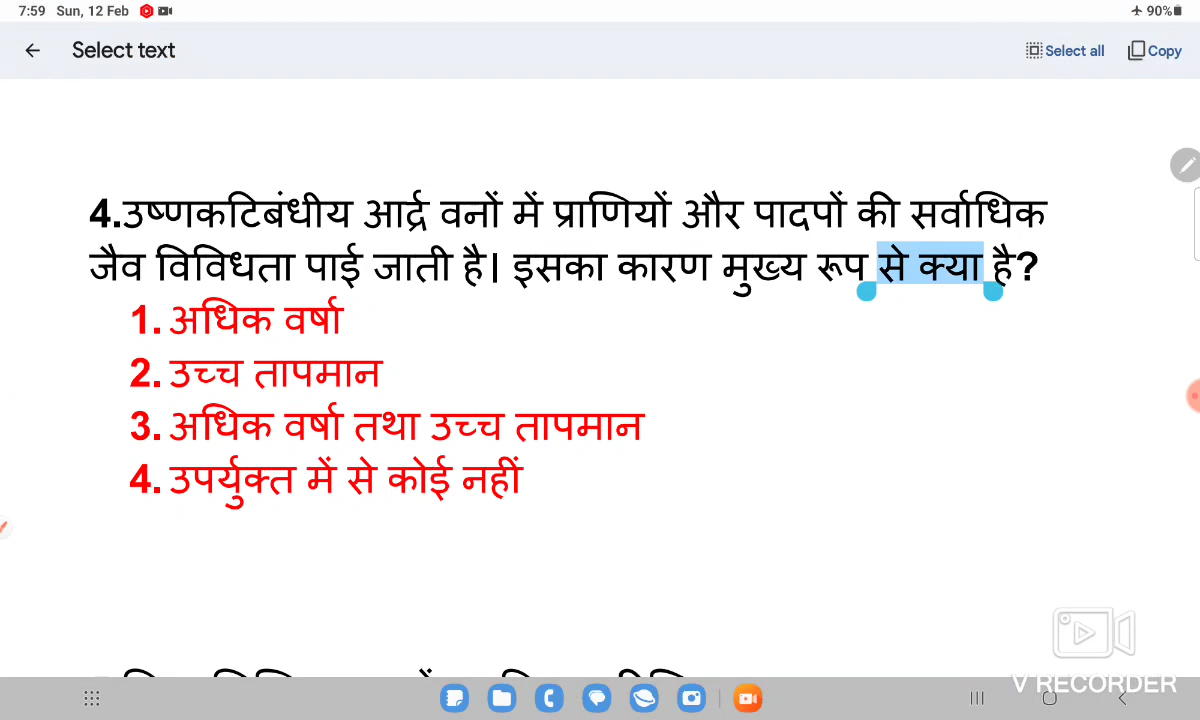 7:59 Sun, 12 Feb 90%
Select text Select all Copy
4.उष्णकटिबंधीय आर्द्र वनों में प्राणियों और पादपों की सर्वाधिक
जैव विविधता पाई जाती है। इसका कारण मुख्य रूप से क्या है?
1. अधिक वर्षा
2. उच्च तापमान
3. अधिक वर्षा तथा उच्च तापमान
4. उपर्युक्त में से कोई नहीं
V RECORDER